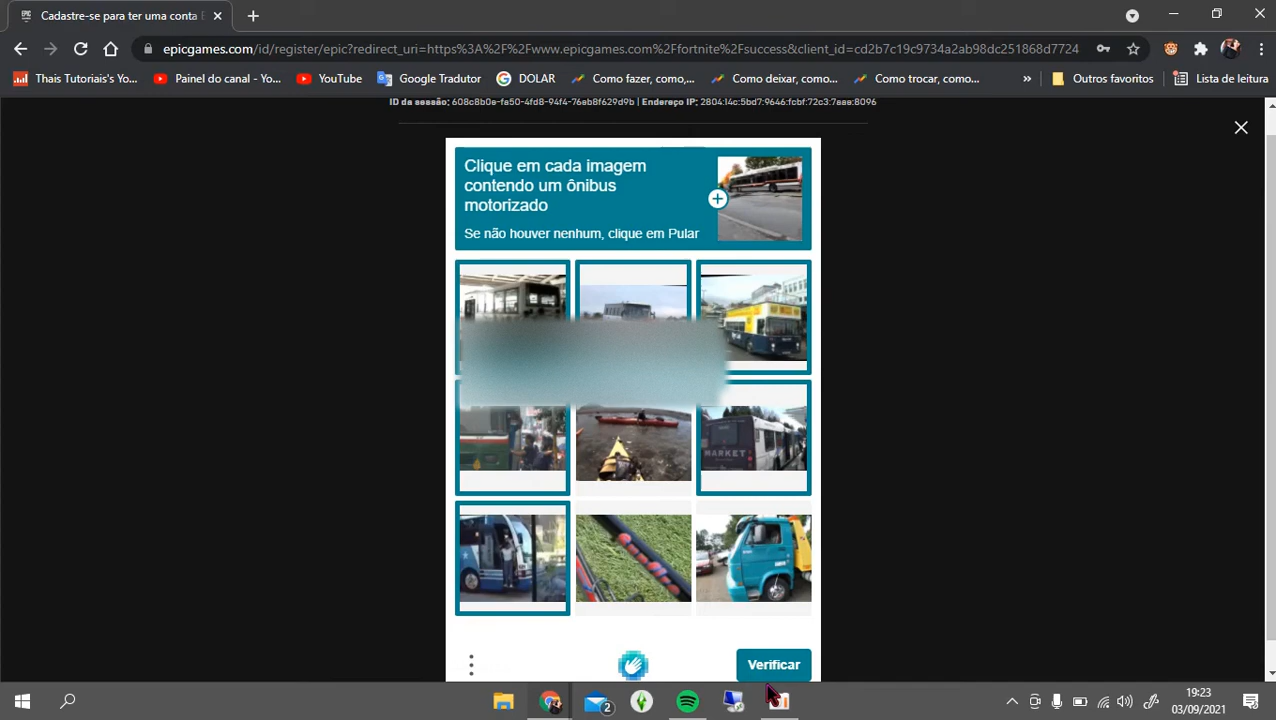 Cadastre-se para ter uma conta
epicgames.com/id/register/epic?redirect_uri=https%3A%2F%2Fwww.epicgames.com%2Ffortnite%2Fsuccess&client_id=cd2b7c19c9734a2ab98dc251868d7724
Thais Tutoriais's Yo...
Painel do canal - Yo...
YouTube
Google Tradutor
DOLAR
Como fazer, como,...
Como deixar, como...
Como trocar, como...
»
Outros favoritos
Lista de leitura
Clique em cada imagem
contendo um ônibus
motorizado
Se não houver nenhum, clique em Pular
MARKET
Verificar
2
19:23
03/09/2021